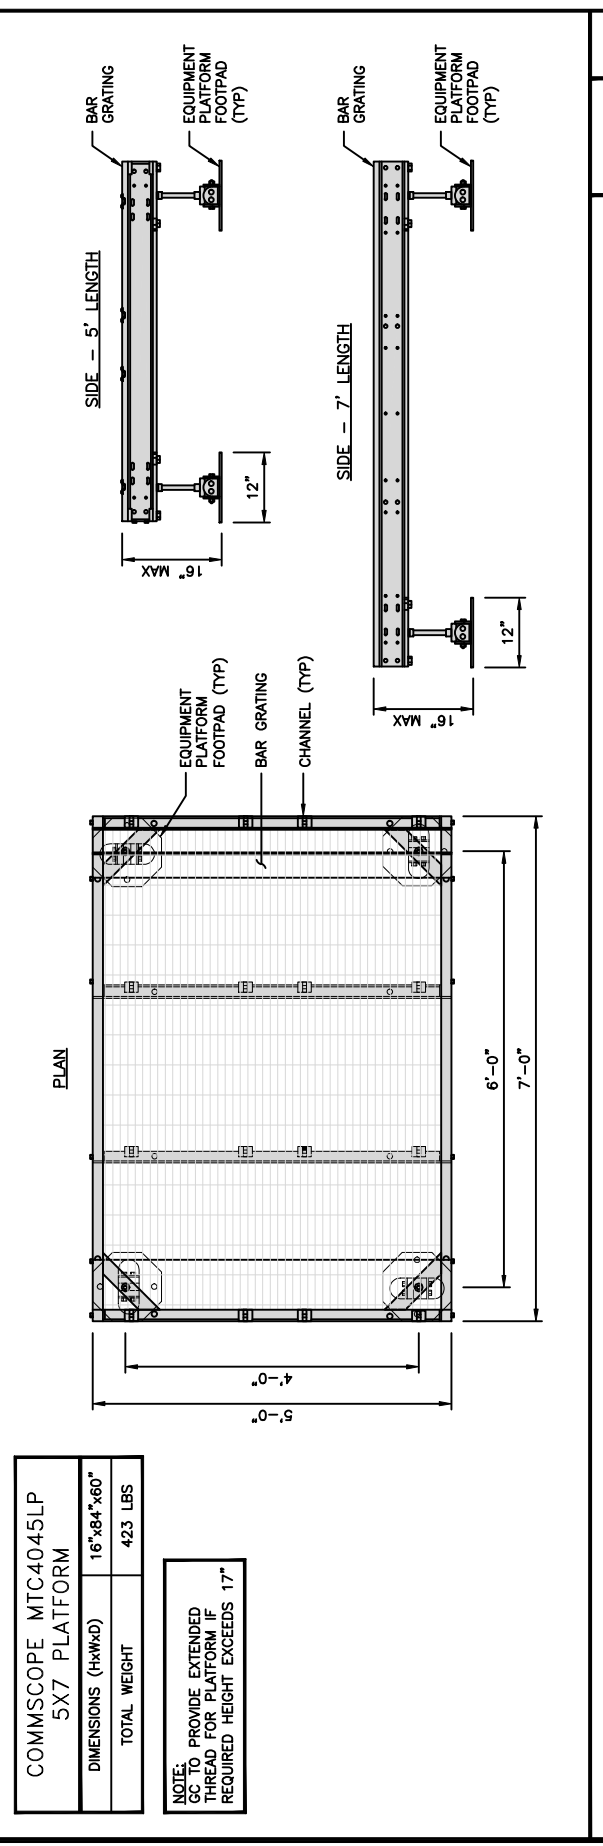 COMMSCOPE MTC4045LP
5X7 PLATFORM
DIMENSIONS (HxWxD) 16"x84"x60"
TOTAL WEIGHT 423 LBS
NOTE:
GC TO PROVIDE EXTENDED
THREAD FOR PLATFORM IF
REQUIRED HEIGHT EXCEEDS 17"
PLAN
5'-0"
4'-0"
6'-0"
7'-0"
EQUIPMENT
PLATFORM
FOOTPAD (TYP)
BAR GRATING
CHANNEL (TYP)
SIDE - 5' LENGTH
BAR
GRATING
EQUIPMENT
PLATFORM
FOOTPAD
(TYP)
16" MAX
12"
SIDE - 7' LENGTH
BAR
GRATING
EQUIPMENT
PLATFORM
FOOTPAD
(TYP)
16" MAX
12"